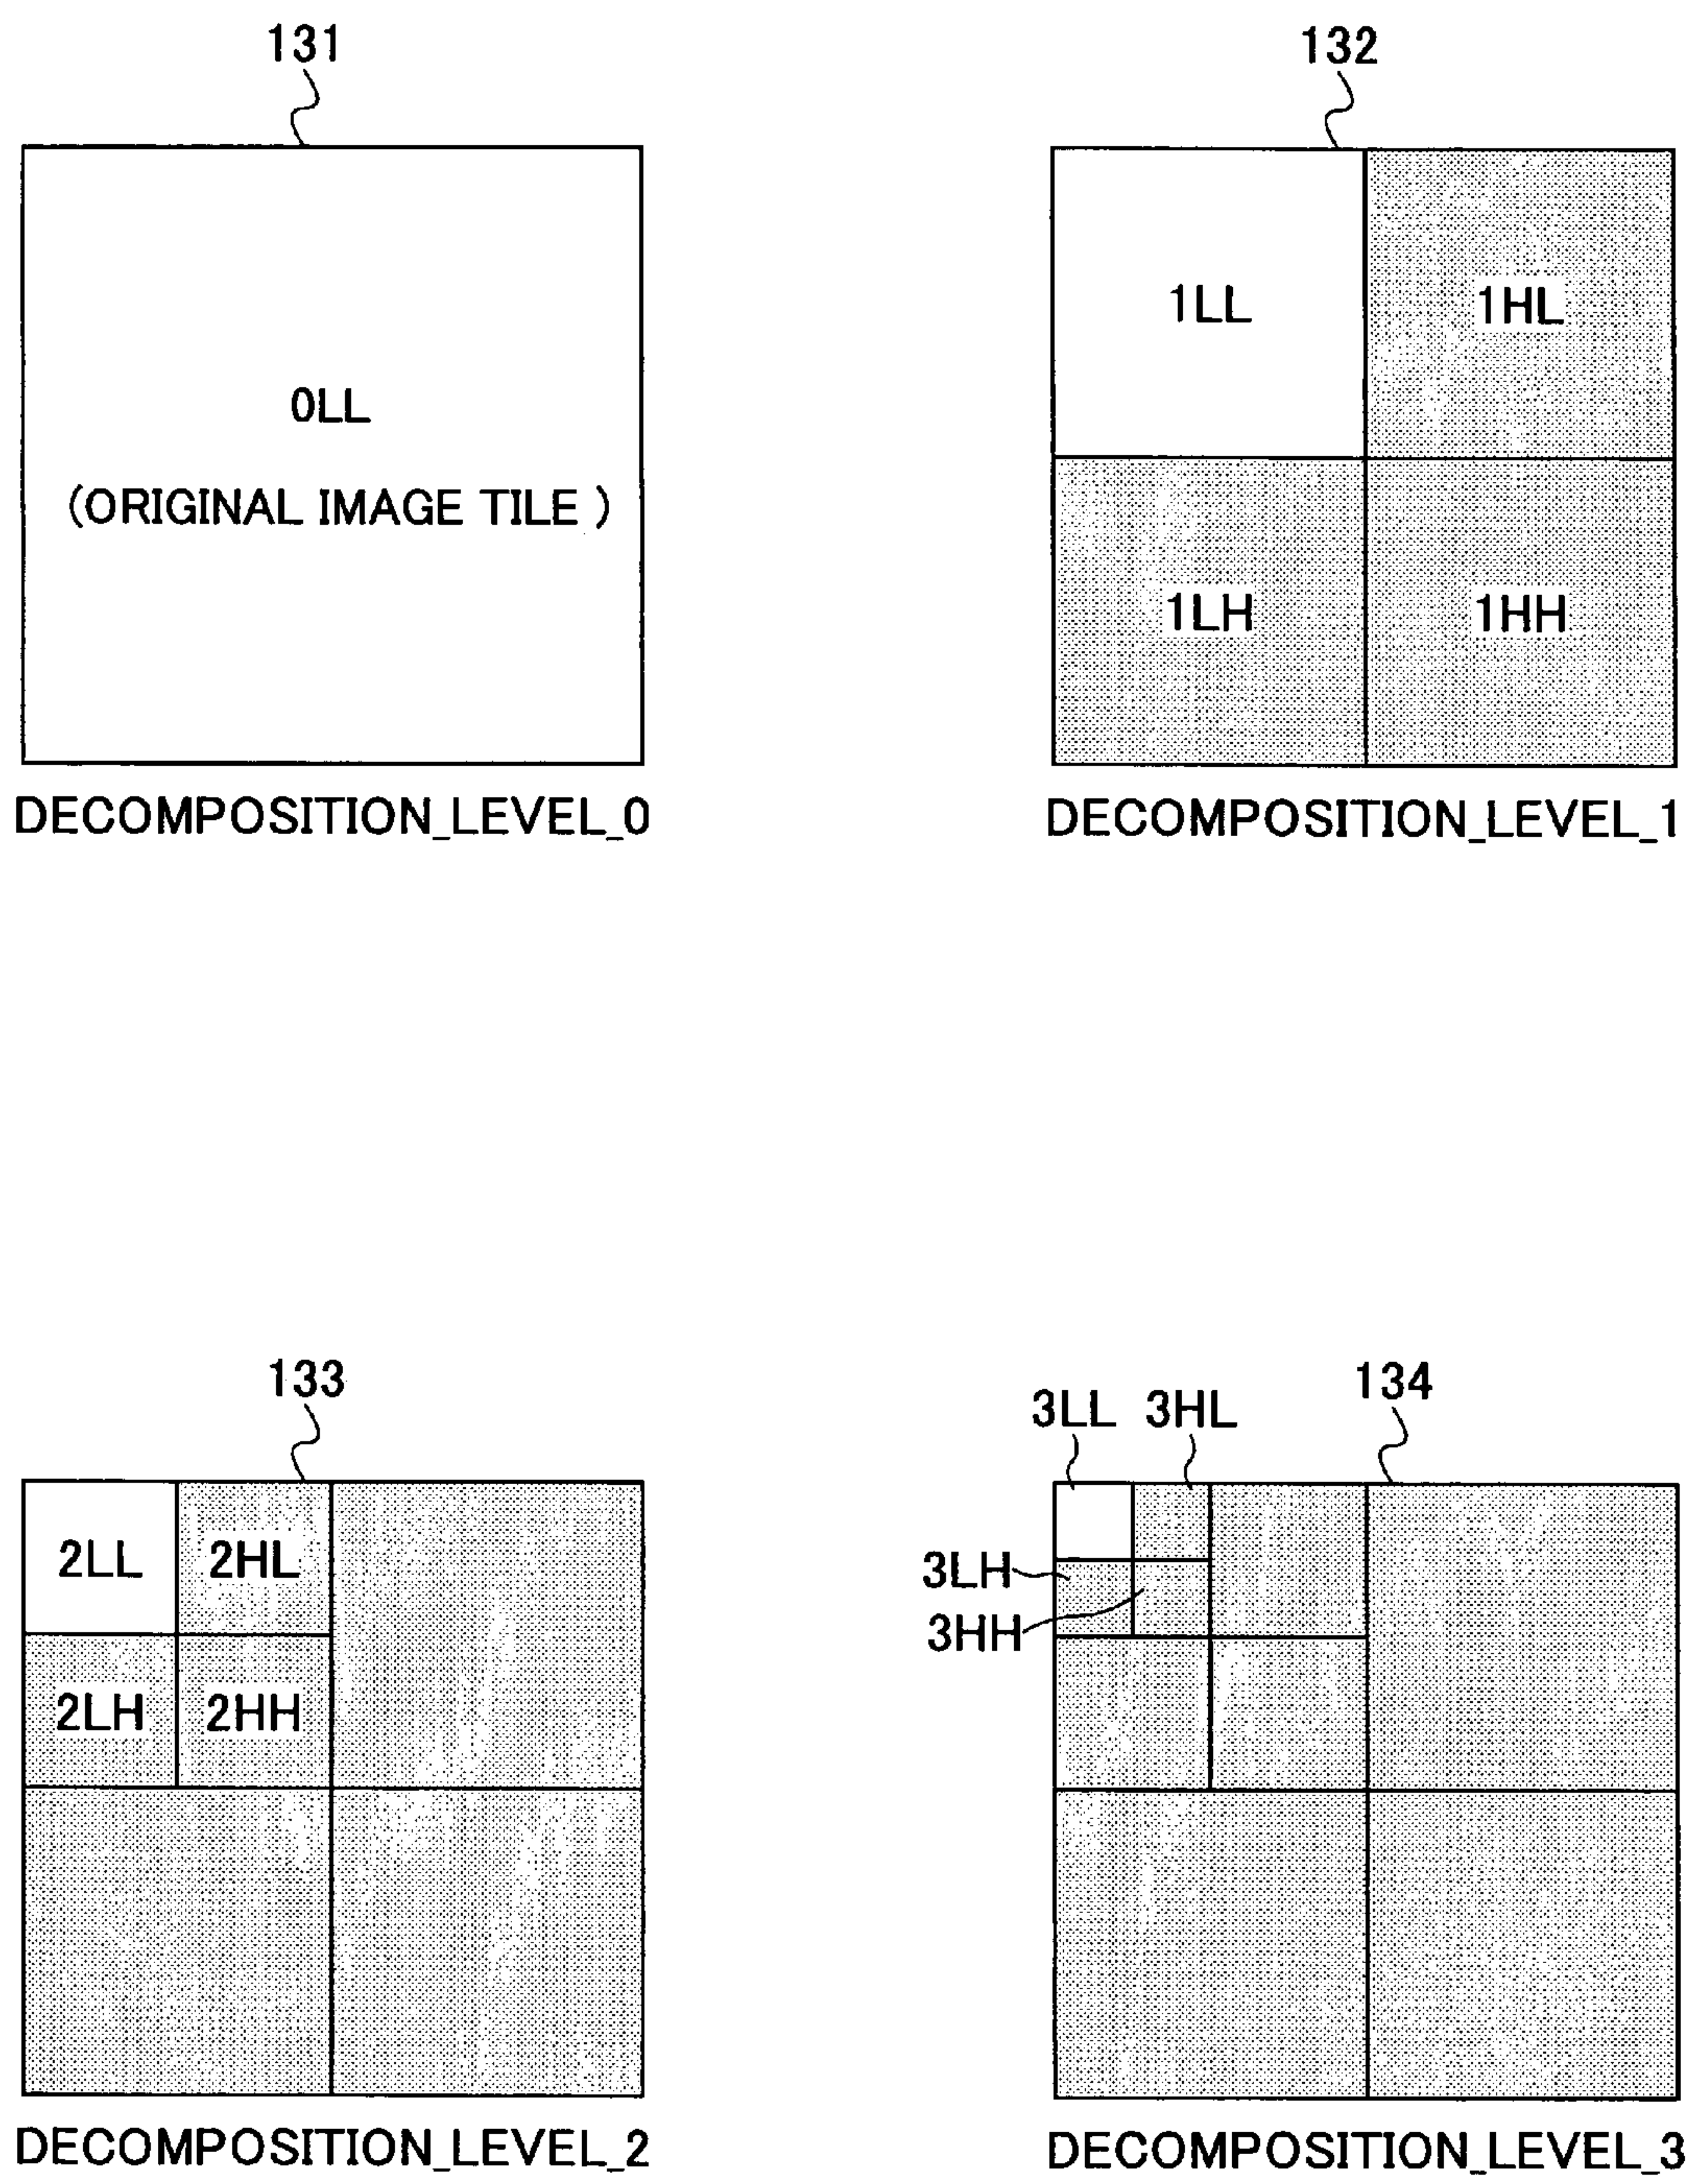 131
132
0LL
(ORIGINAL IMAGE TILE )
1LL
1HL
1LH
1HH
DECOMPOSITION_LEVEL_0
DECOMPOSITION_LEVEL_1
133
134
3LL
3HL
2LL
2HL
3LH
3HH
2LH
2HH
DECOMPOSITION_LEVEL_2
DECOMPOSITION_LEVEL_3